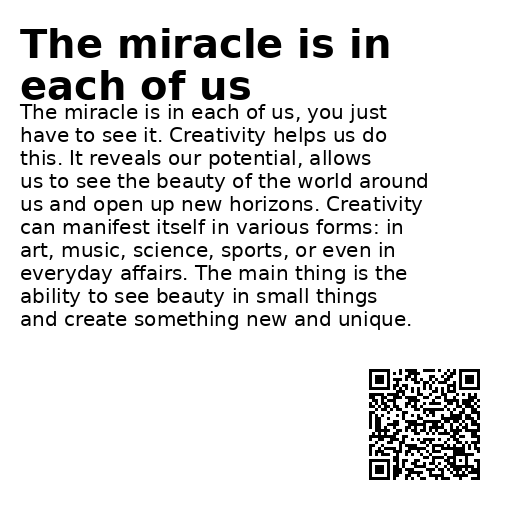 The miracle is in
each of us
The miracle is in each of us, you just
have to see it. Creativity helps us do
this. It reveals our potential, allows
us to see the beauty of the world around
us and open up new horizons. Creativity
can manifest itself in various forms: in
art, music, science, sports, or even in
everyday affairs. The main thing is the
ability to see beauty in small things
and create something new and unique.